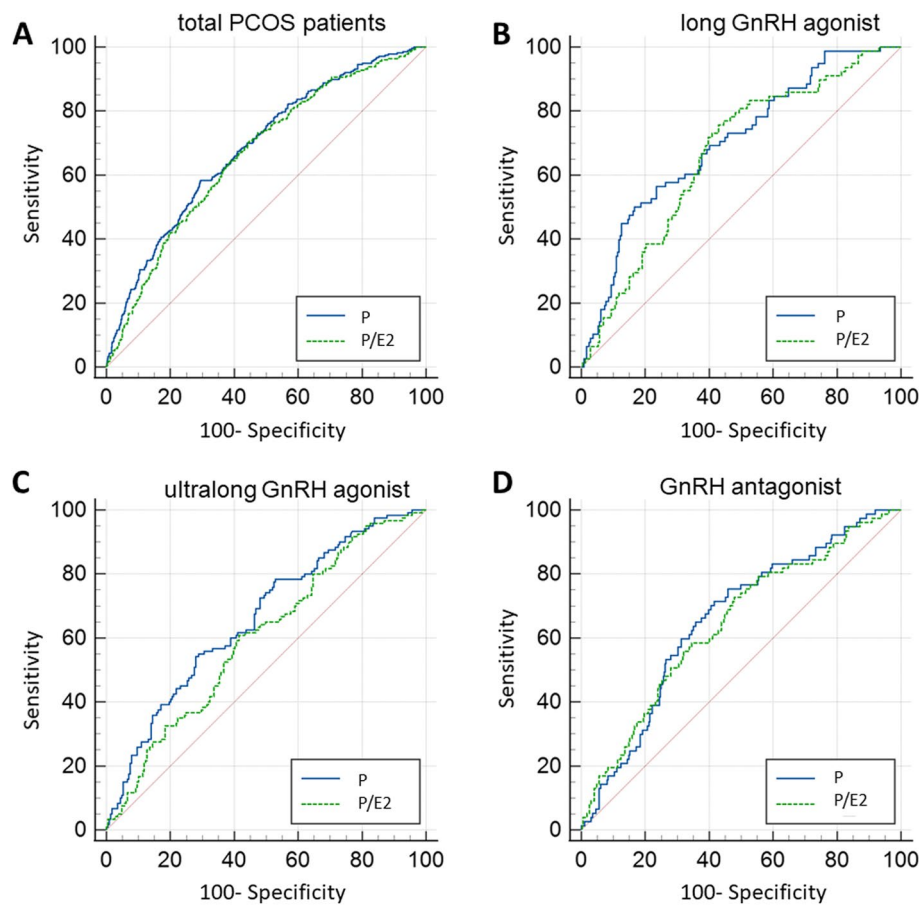 A
total PCOS patients
100
80
60
40
20
0
Sensitivity
P
P/E2
0 20 40 60 80 100
100- Specificity
B
long GnRH agonist
100
80
60
40
20
0
Sensitivity
P
P/E2
0 20 40 60 80 100
100- Specificity
C
ultralong GnRH agonist
100
80
60
40
20
0
Sensitivity
P
P/E2
0 20 40 60 80 100
100- Specificity
D
GnRH antagonist
100
80
60
40
20
0
Sensitivity
P
P/E2
0 20 40 60 80 100
100- Specificity